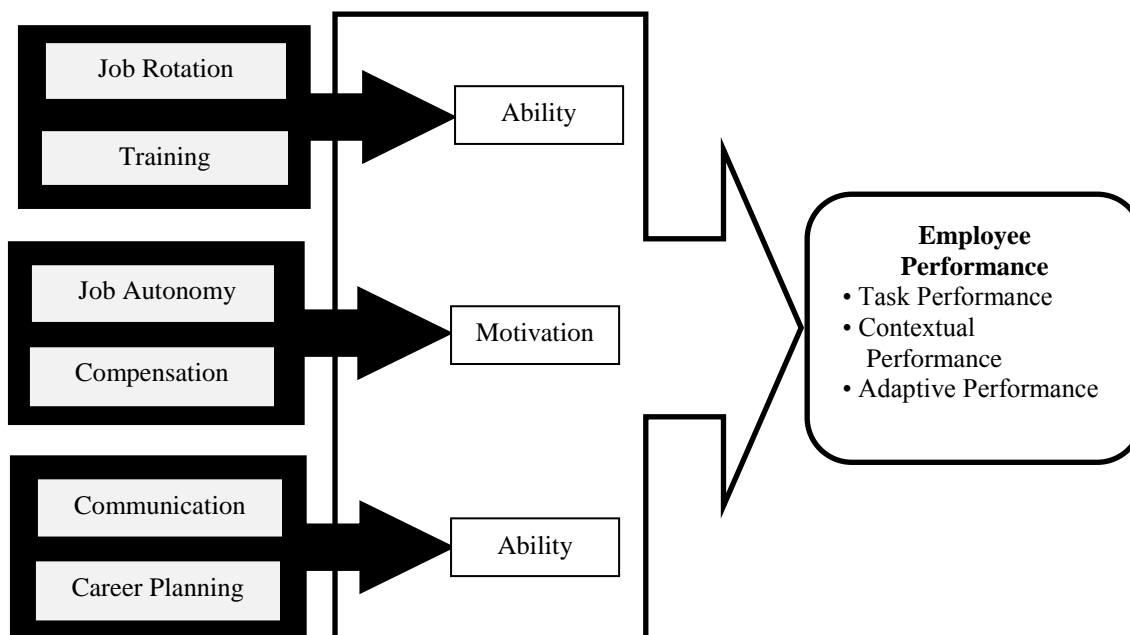 Job Rotation
Training
Ability
Job Autonomy
Compensation
Motivation
Communication
Career Planning
Ability
Employee
Performance
• Task Performance
• Contextual
Performance
• Adaptive Performance